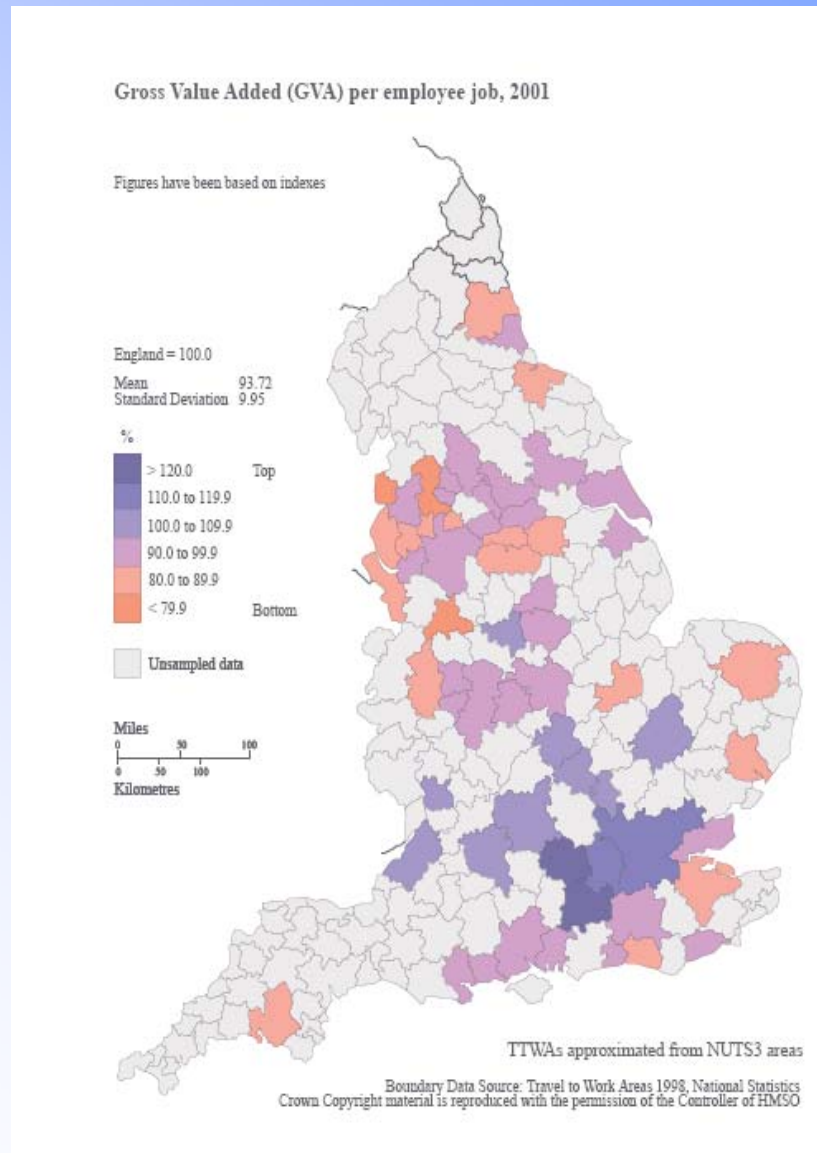 Gross Value Added (GVA) per employee job, 2001
Figures have been based on indexes
England = 100.0
Mean 93.72
Standard Deviation 9.95
%
> 120.0 Top
110.0 to 119.9
100.0 to 109.9
90.0 to 99.9
80.0 to 89.9
< 79.9 Bottom
Unsampled data
Miles
0 50 100
0 50 100
Kilometres
TTWAs approximated from NUTS3 areas
Boundary Data Source: Travel to Work Areas 1998, National Statistics
Crown Copyright material is reproduced with the permission of the Controller of HMSO